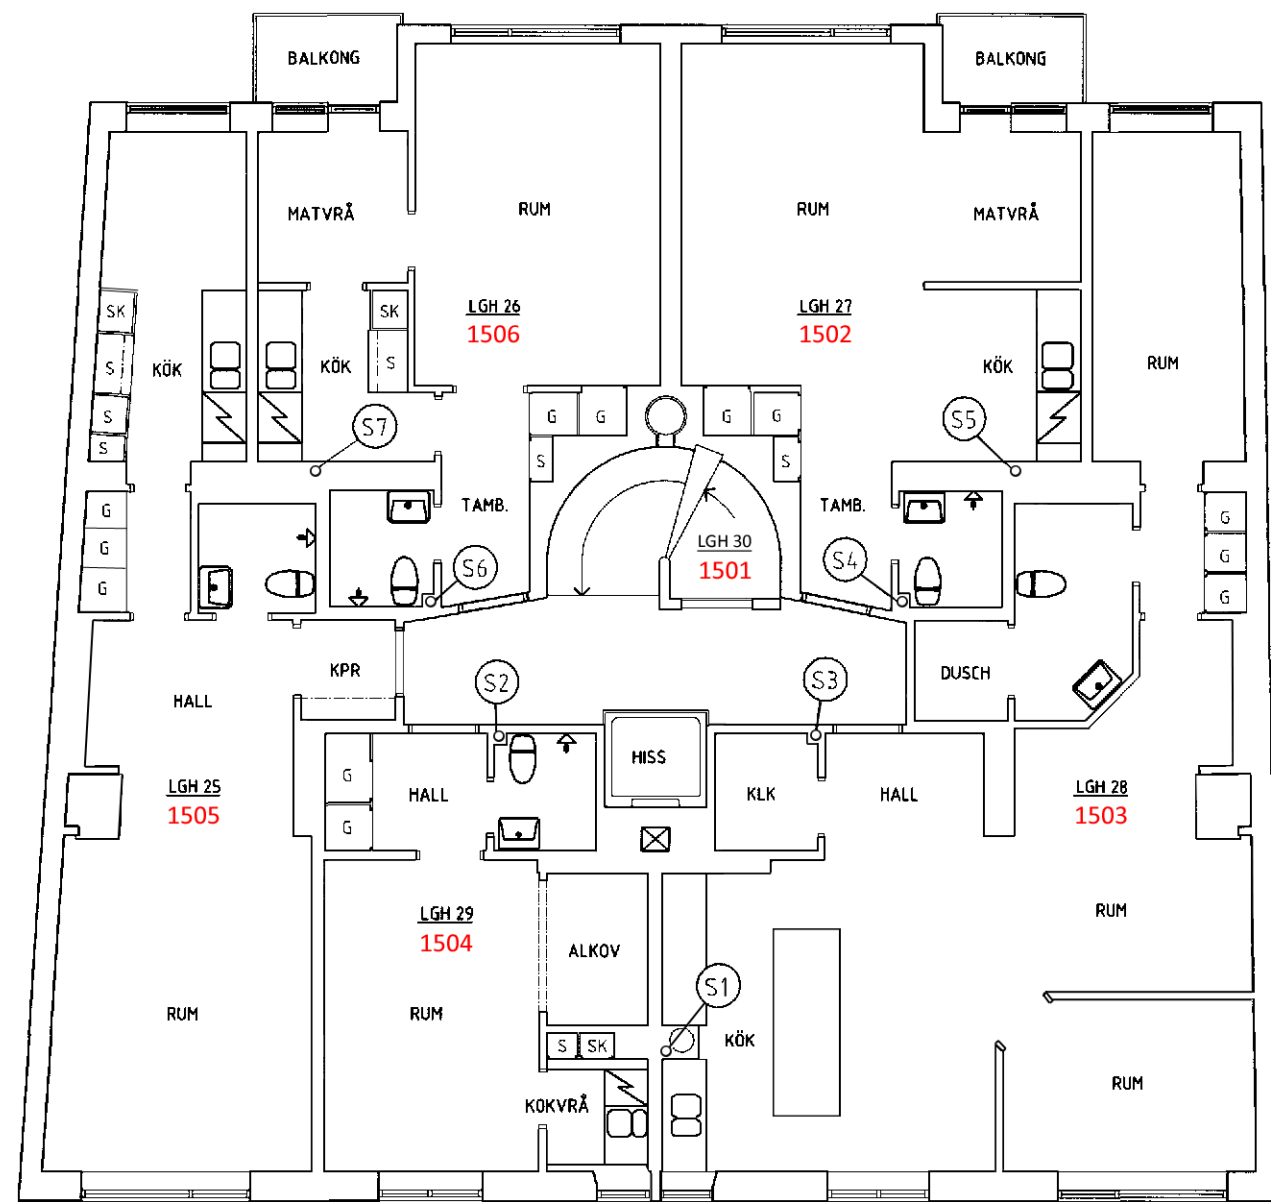 BALKONG
BALKONG
MATVRÅ
RUM
RUM
MATVRÅ
LGH 26
1506
LGH 27
1502
SK
SK
S
S
KÖK
KÖK
KÖK
RUM
S
S
G
G
G
G
S7
S5
S
S
G
G
G
TAMB.
TAMB.
G
G
G
LGH 30
1501
S6
S4
KPR
DUSCH
HALL
S2
S3
HISS
G
HALL
KLK
HALL
LGH 25
1505
LGH 28
1503
G
LGH 29
1504
RUM
ALKOV
S1
RUM
RUM
KÖK
S
SK
RUM
KOKVRÅ